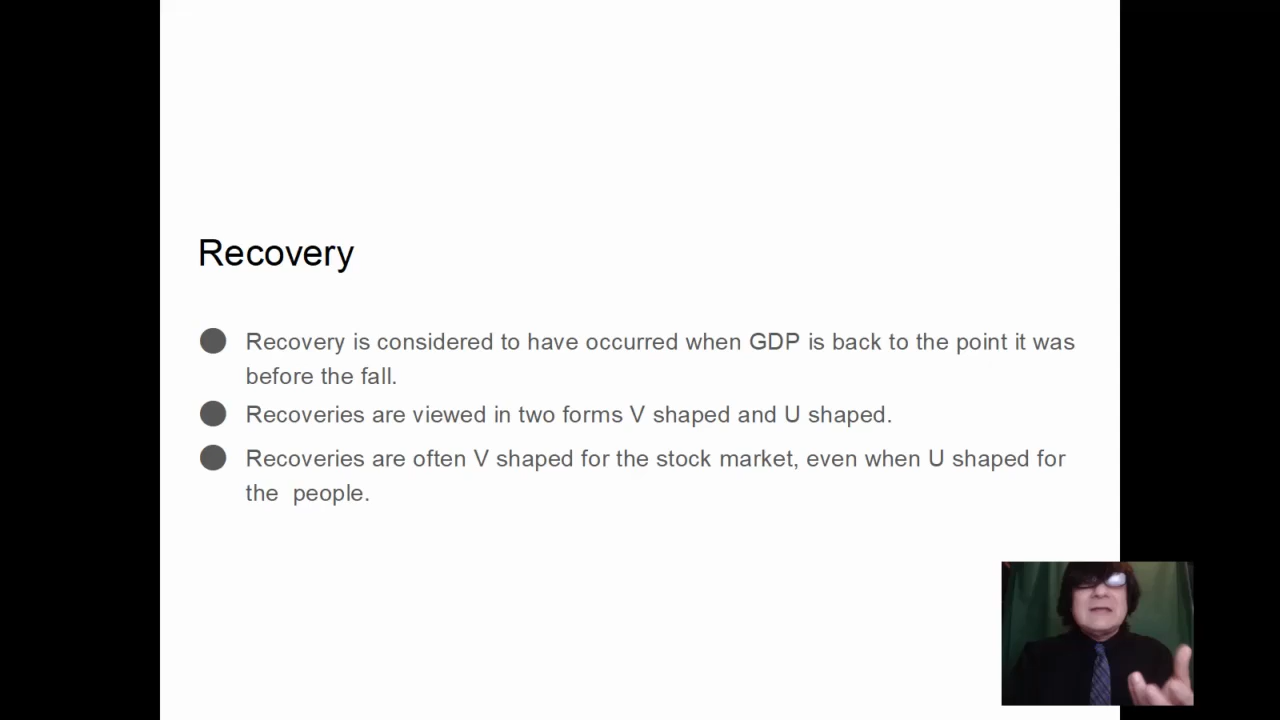 Recovery
Recovery is considered to have occurred when GDP is back to the point it was
before the fall.
Recoveries are viewed in two forms V shaped and U shaped.
Recoveries are often V shaped for the stock market, even when U shaped for
the  people.